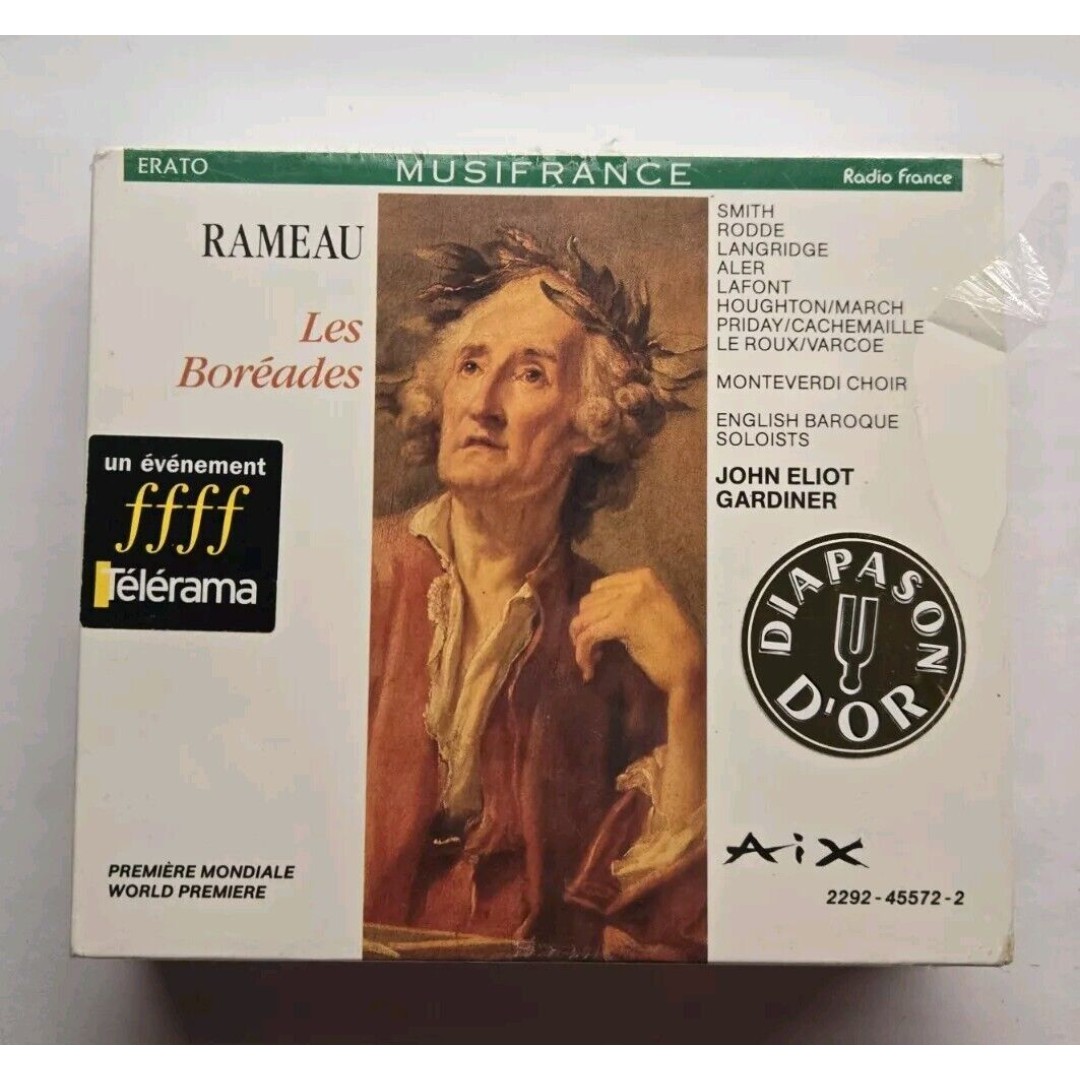 ERATO
MUSIFRANCE
Radio France
RAMEAU
Les
Boréades
SMITH
RODDE
LANGRIDGE
ALER
LAFONT
HOUGHTON/MARCH
PRIDAY/CACHEMAILLE
LE ROUX/VARCOE
MONTEVERDI CHOIR
ENGLISH BAROQUE
SOLOISTS
JOHN ELIOT
GARDINER
un événement
ffff
Télérama
DIAPASON
D'OR
AiX
PREMIÈRE MONDIALE
WORLD PREMIERE
2292-45572-2